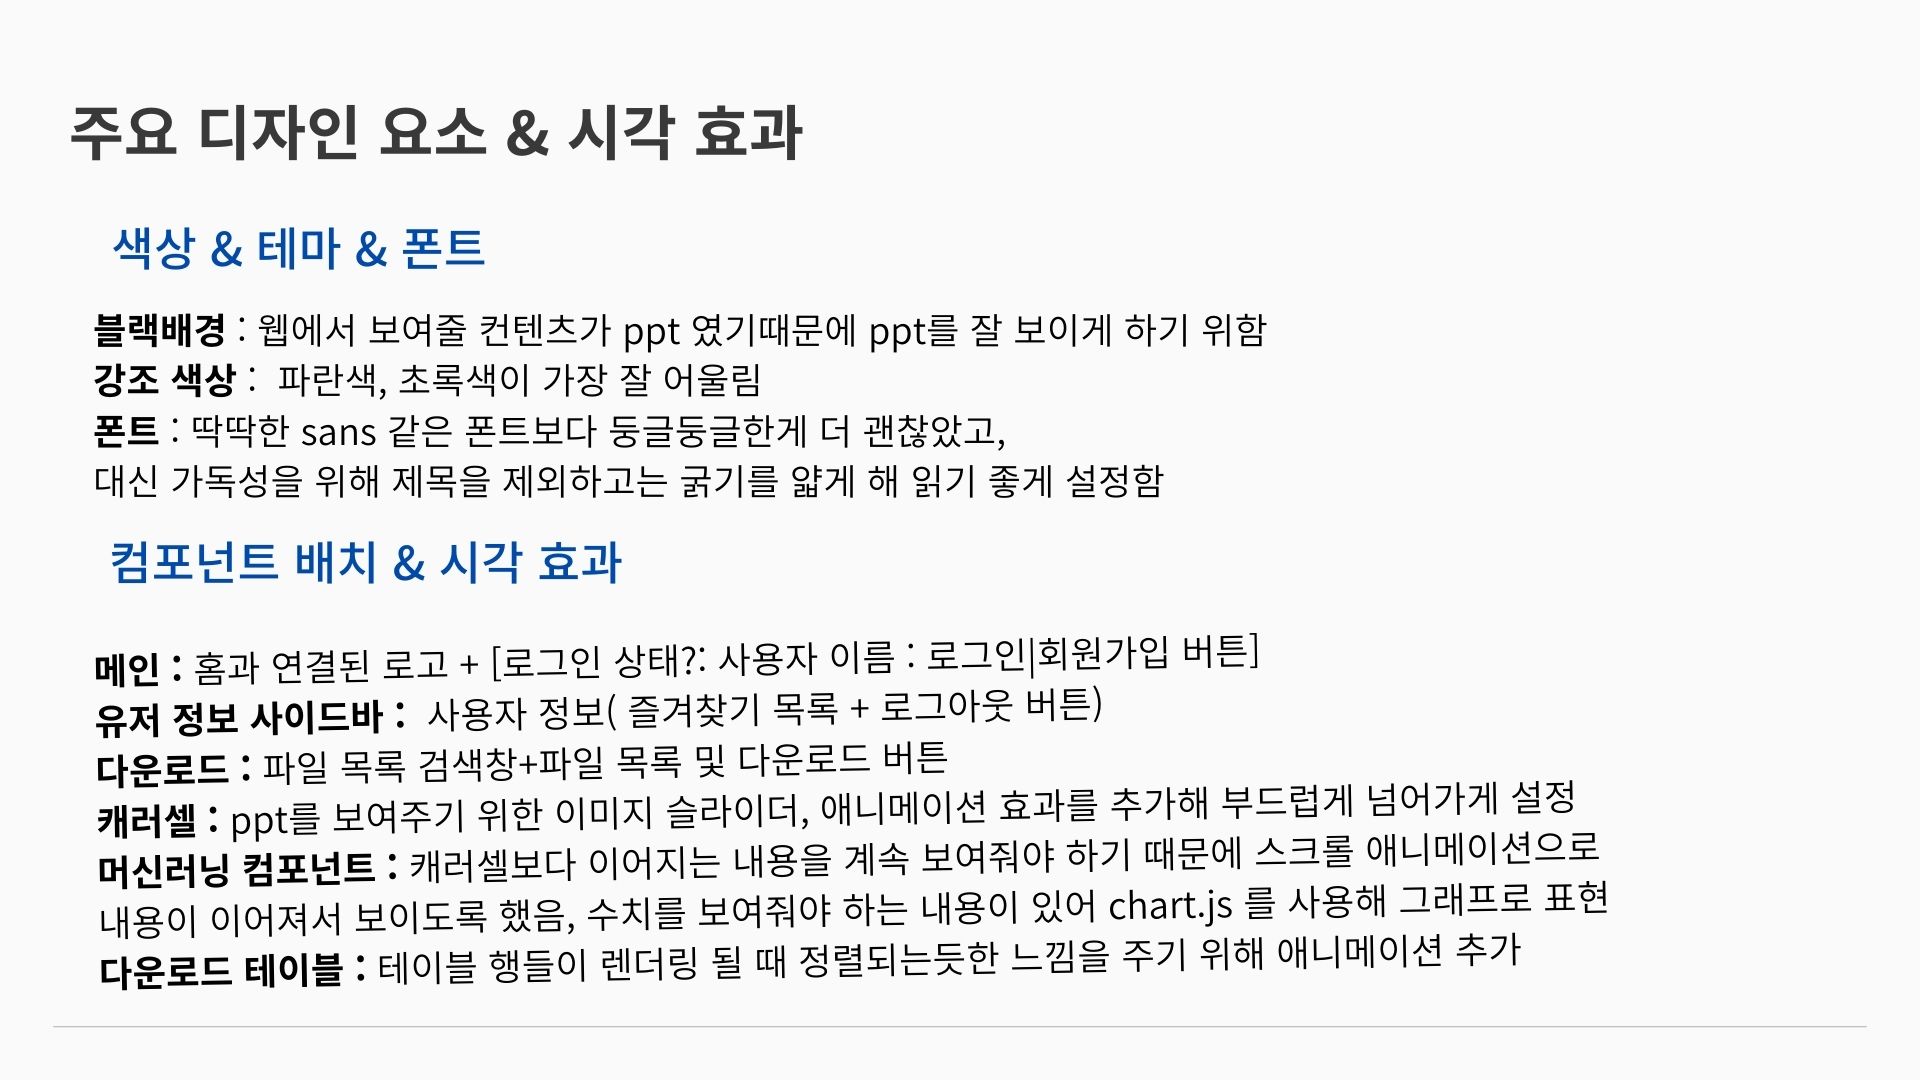 주요 디자인 요소 & 시각 효과
색상 & 테마 & 폰트
블랙배경 : 웹에서 보여줄 컨텐츠가 ppt 였기때문에 ppt를 잘 보이게 하기 위함
강조 색상 :  파란색, 초록색이 가장 잘 어울림
폰트 : 딱딱한 sans 같은 폰트보다 둥글둥글한게 더 괜찮았고,
대신 가독성을 위해 제목을 제외하고는 굵기를 얇게 해 읽기 좋게 설정함
컴포넌트 배치 & 시각 효과
메인 : 홈과 연결된 로고 + [로그인 상태?: 사용자 이름 : 로그인|회원가입 버튼]
유저 정보 사이드바 :  사용자 정보( 즐겨찾기 목록 + 로그아웃 버튼)
다운로드 : 파일 목록 검색창+파일 목록 및 다운로드 버튼
캐러셀 : ppt를 보여주기 위한 이미지 슬라이더, 애니메이션 효과를 추가해 부드럽게 넘어가게 설정
머신러닝 컴포넌트 : 캐러셀보다 이어지는 내용을 계속 보여줘야 하기 때문에 스크롤 애니메이션으로
내용이 이어져서 보이도록 했음, 수치를 보여줘야 하는 내용이 있어 chart.js 를 사용해 그래프로 표현
다운로드 테이블 : 테이블 행들이 렌더링 될 때 정렬되는듯한 느낌을 주기 위해 애니메이션 추가